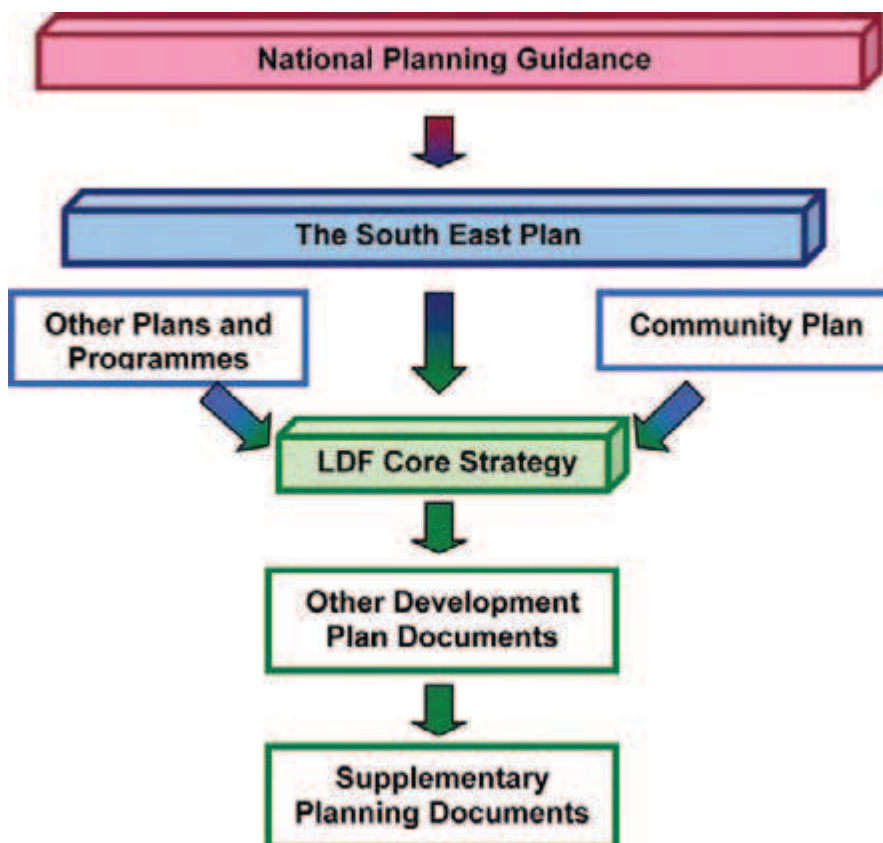 National Planning Guidance
The South East Plan
Other Plans and
Programmes
Community Plan
LDF Core Strategy
Other Development
Plan Documents
Supplementary
Planning Documents